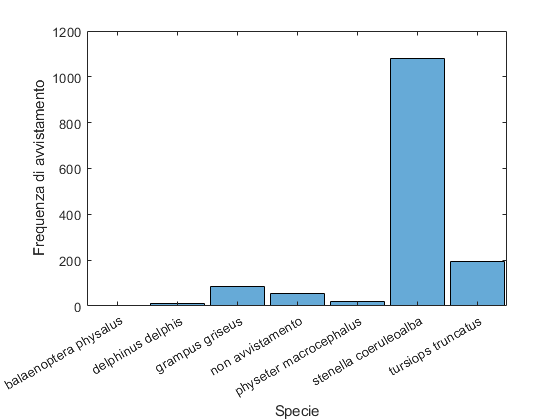 1200
1000
800
600
400
200
0
Frequenza di avvistamento
balaenoptera physalus
delphinus delphis
grampus griseus
non avvistamento
physeter macrocephalus
stenella coeruleoalba
tursiops truncatus
Specie